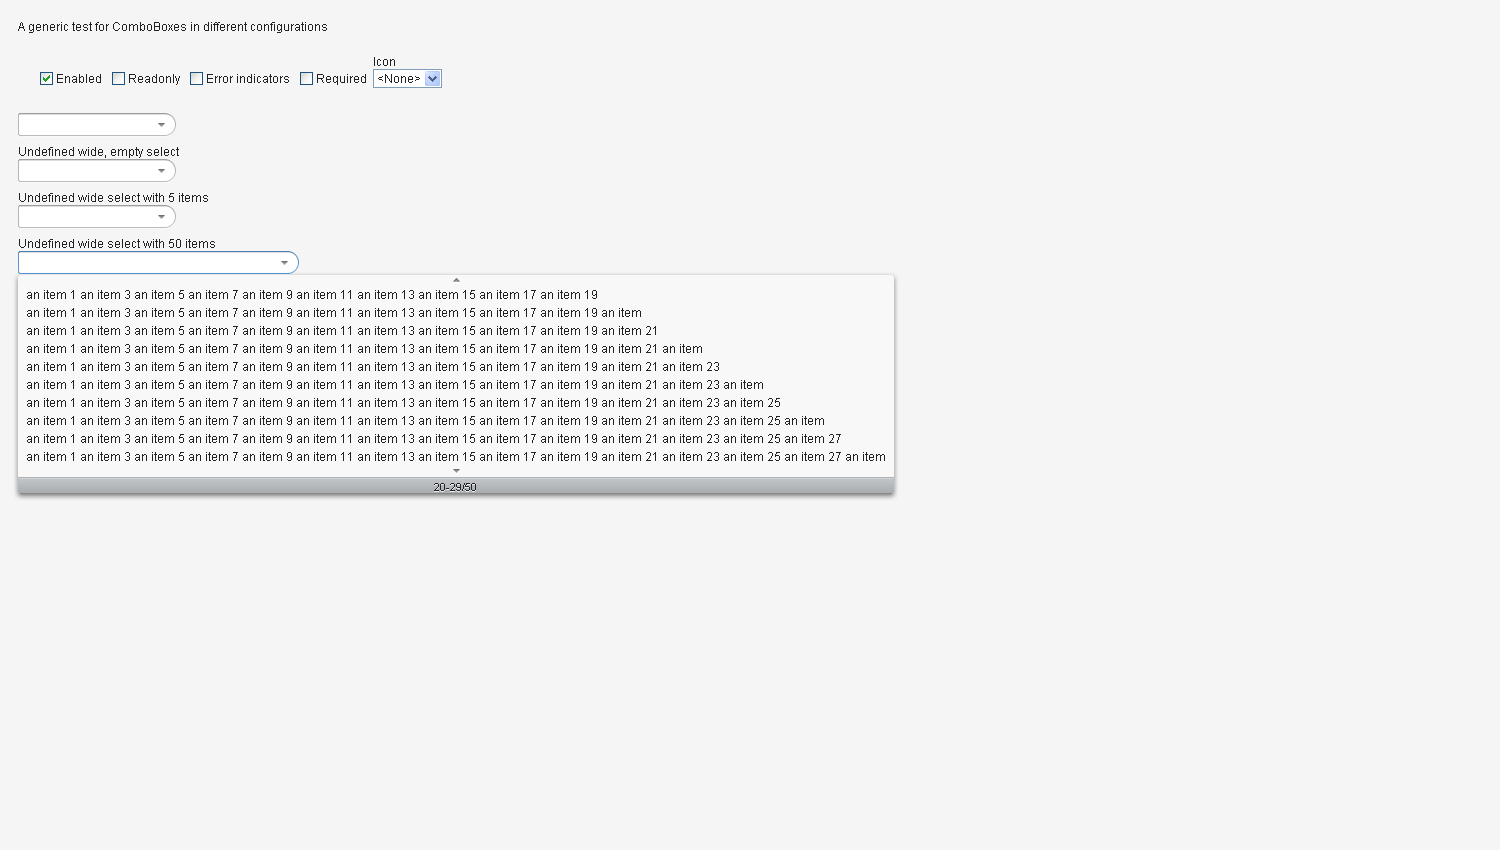 A generic test for ComboBoxes in different configurations
Icon
Enabled Readonly Error indicators Required <None>
Undefined wide, empty select
Undefined wide select with 5 items
Undefined wide select with 50 items
an item 1 an item 3 an item 5 an item 7 an item 9 an item 11 an item 13 an item 15 an item 17 an item 19
an item 1 an item 3 an item 5 an item 7 an item 9 an item 11 an item 13 an item 15 an item 17 an item 19 an item
an item 1 an item 3 an item 5 an item 7 an item 9 an item 11 an item 13 an item 15 an item 17 an item 19 an item 21
an item 1 an item 3 an item 5 an item 7 an item 9 an item 11 an item 13 an item 15 an item 17 an item 19 an item 21 an item
an item 1 an item 3 an item 5 an item 7 an item 9 an item 11 an item 13 an item 15 an item 17 an item 19 an item 21 an item 23
an item 1 an item 3 an item 5 an item 7 an item 9 an item 11 an item 13 an item 15 an item 17 an item 19 an item 21 an item 23 an item
an item 1 an item 3 an item 5 an item 7 an item 9 an item 11 an item 13 an item 15 an item 17 an item 19 an item 21 an item 23 an item 25
an item 1 an item 3 an item 5 an item 7 an item 9 an item 11 an item 13 an item 15 an item 17 an item 19 an item 21 an item 23 an item 25 an item
an item 1 an item 3 an item 5 an item 7 an item 9 an item 11 an item 13 an item 15 an item 17 an item 19 an item 21 an item 23 an item 25 an item 27
an item 1 an item 3 an item 5 an item 7 an item 9 an item 11 an item 13 an item 15 an item 17 an item 19 an item 21 an item 23 an item 25 an item 27 an item
20-29/50